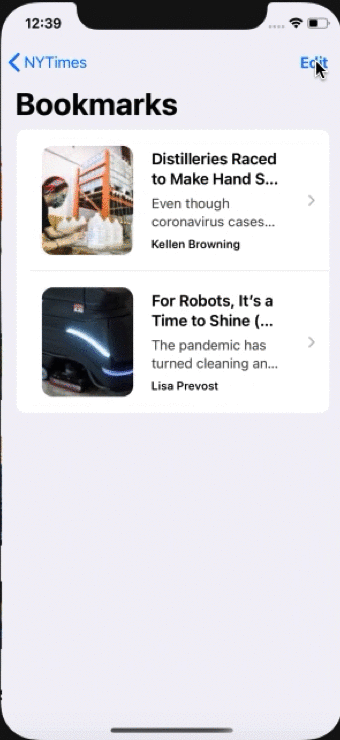 12:39
NYTimes
Edit
Bookmarks
Distilleries Raced
to Make Hand S...
Even though
coronavirus cases...
Kellen Browning
For Robots, It's a
Time to Shine (...
The pandemic has
turned cleaning an...
Lisa Prevost